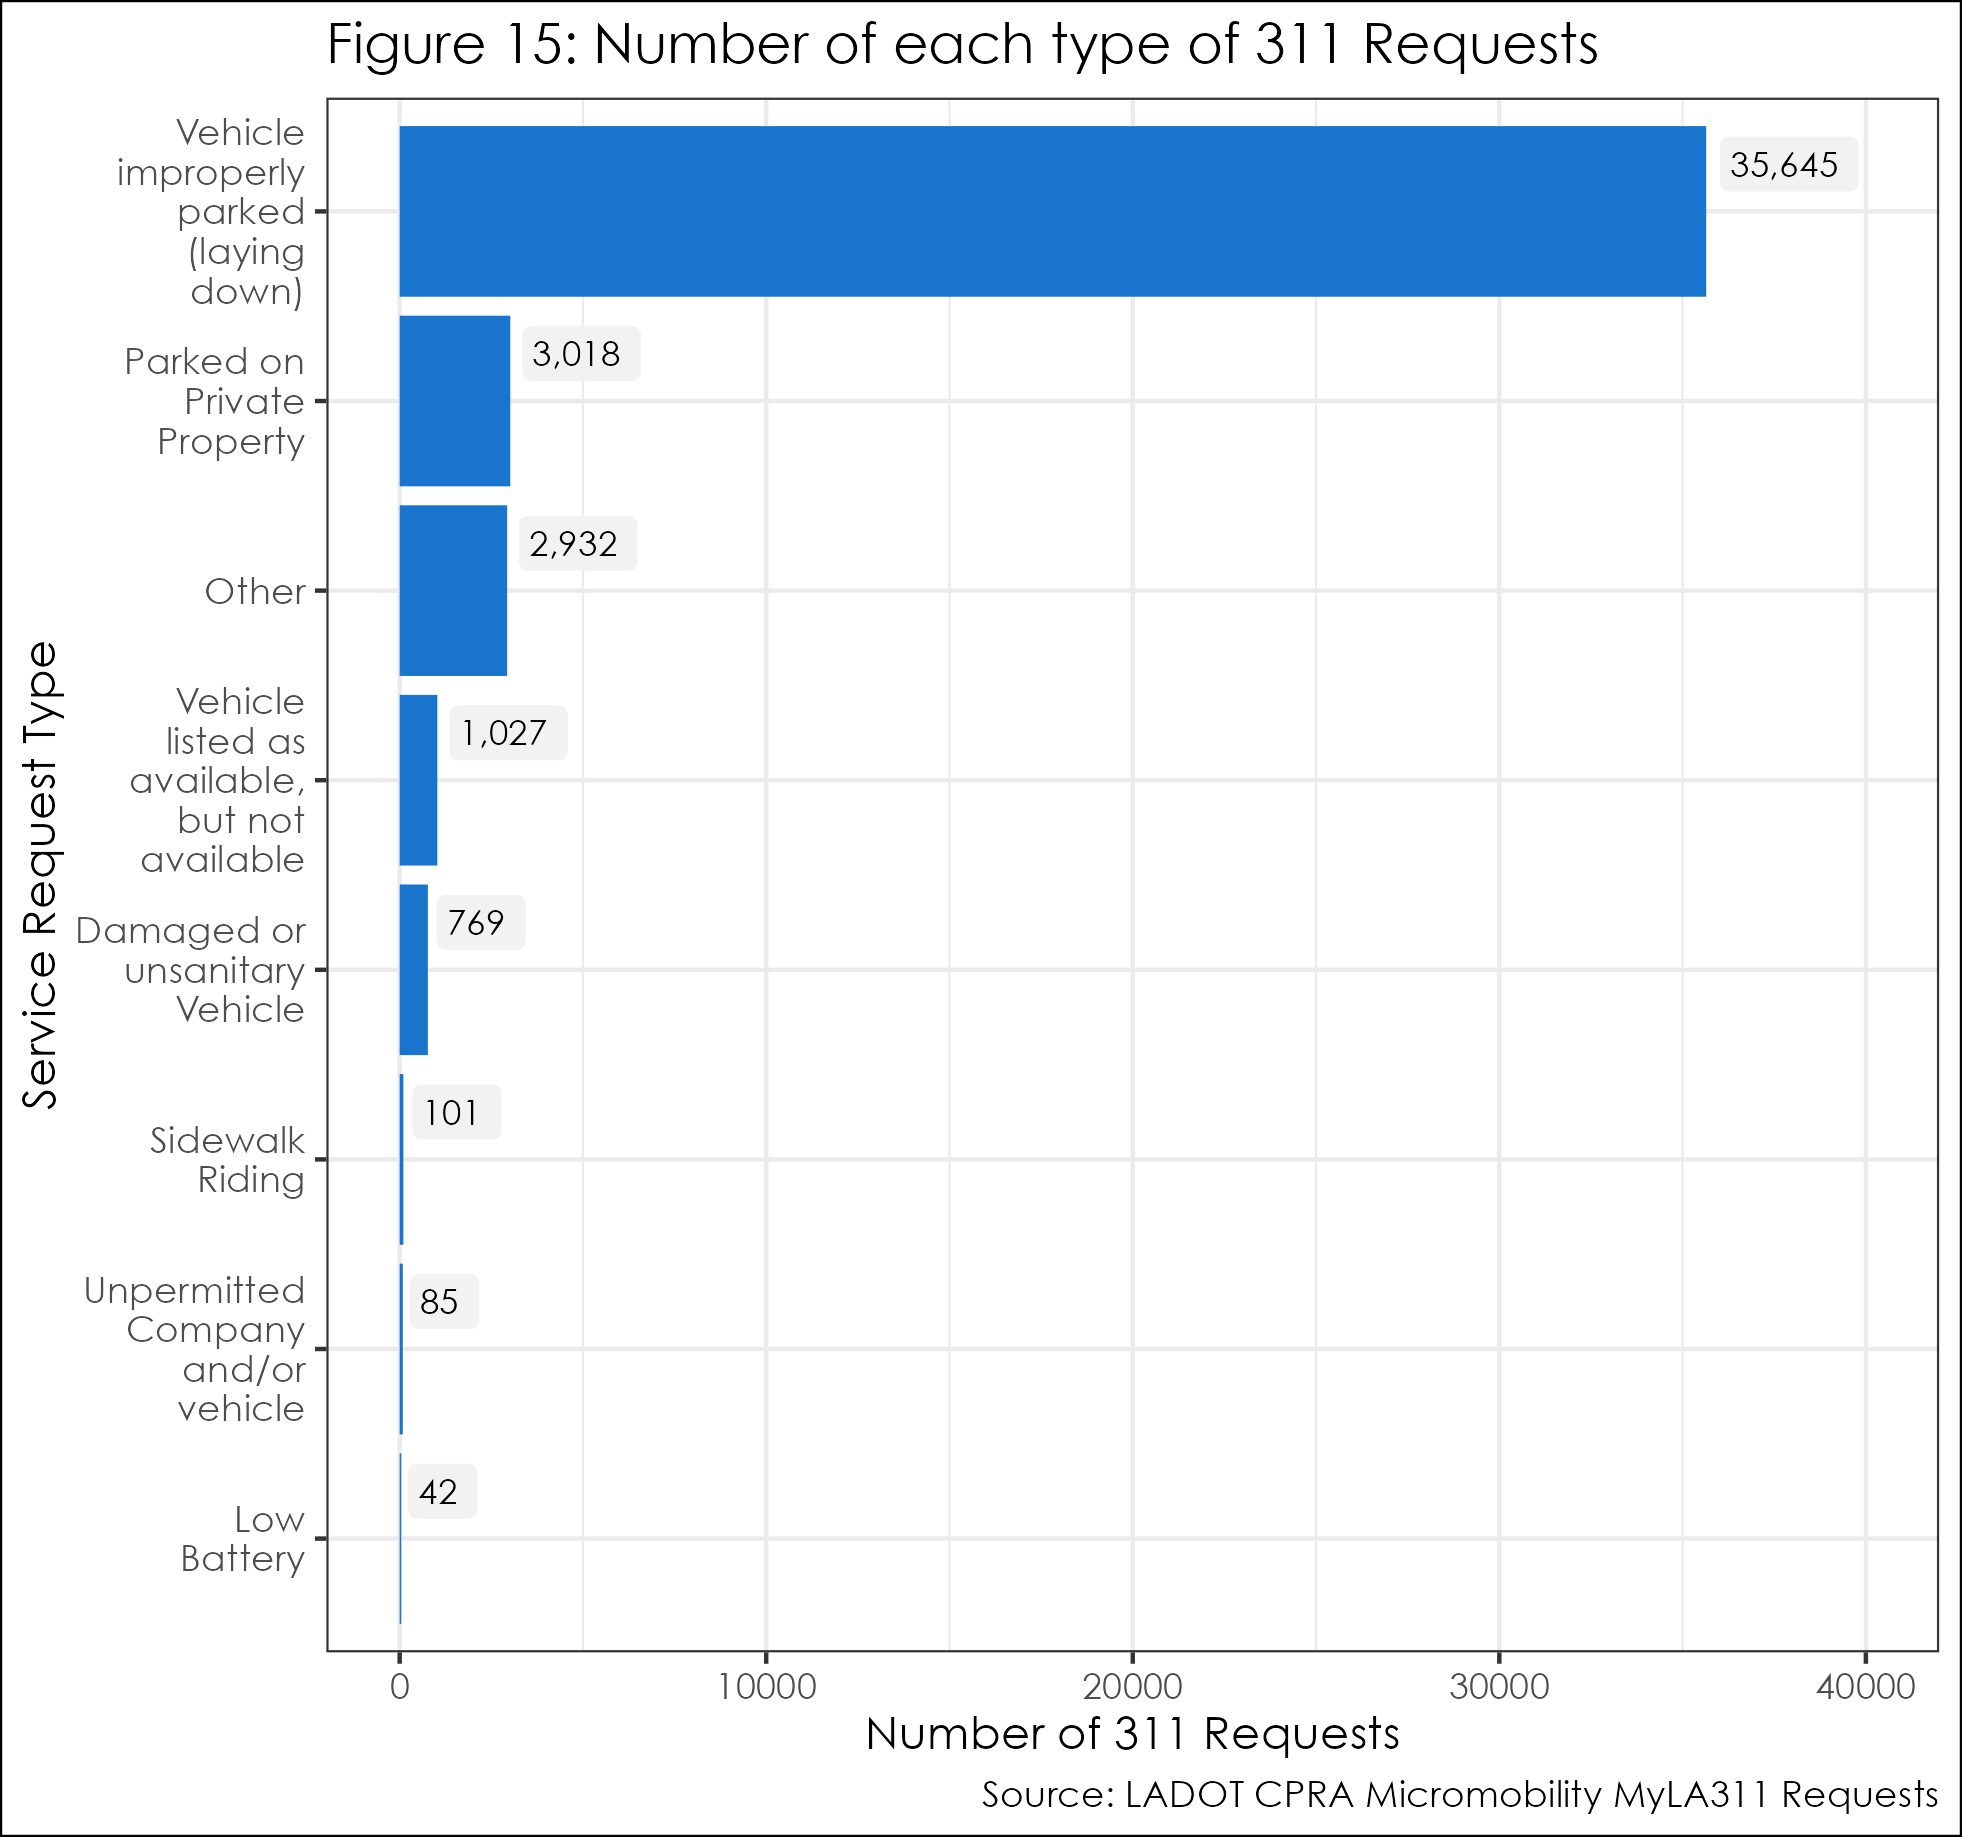 Figure 15: Number of each type of 311 Requests
Vehicle
improperly
parked
(laying
down)
35,645
Parked on
Private
Property
3,018
Other
2,932
Vehicle
listed as
available,
but not
available
1,027
Damaged or
unsanitary
Vehicle
769
Sidewalk
Riding
101
Unpermitted
Company
and/or
vehicle
85
Low
Battery
42
Service Request Type
0 10000 20000 30000 40000
Number of 311 Requests
Source: LADOT CPRA Micromobility MyLA311 Requests